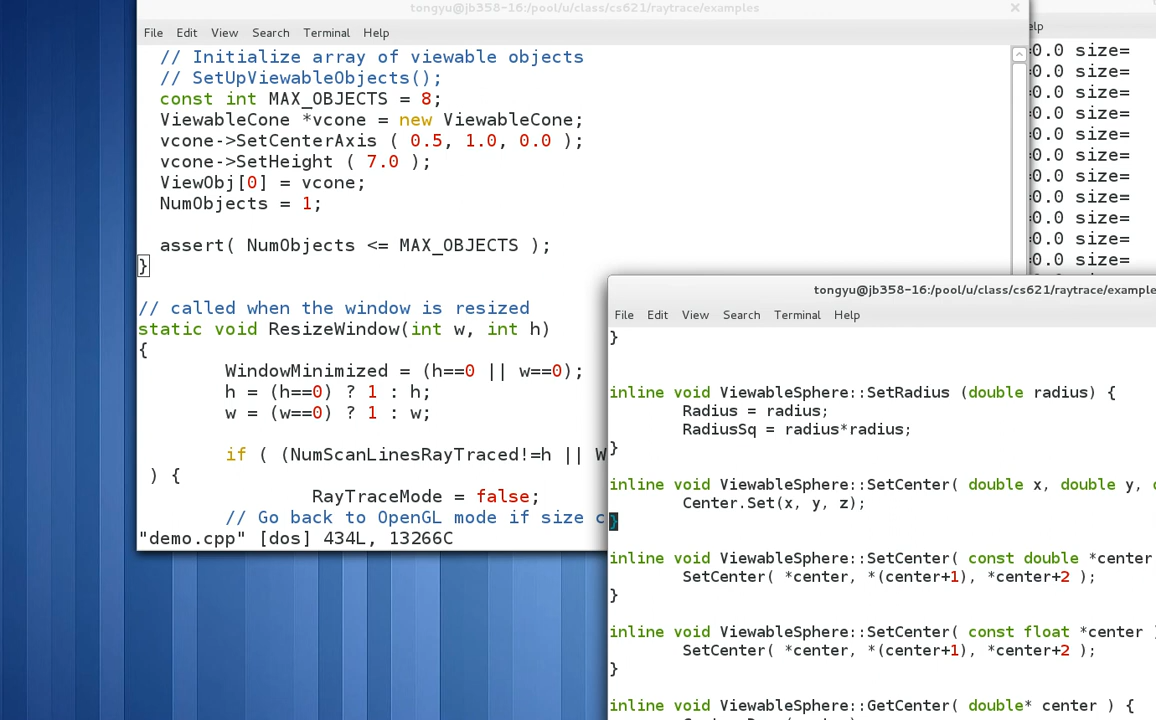 tongyu@jb358-16:/pool/u/class/cs621/raytrace/examples
File Edit View Search Terminal Help
// Initialize array of viewable objects
// SetUpViewableObjects();
const int MAX_OBJECTS = 8;
ViewableCone *vcone = new ViewableCone;
vcone->SetCenterAxis ( 0.5, 1.0, 0.0 );
vcone->SetHeight ( 7.0 );
ViewObj[0] = vcone;
NumObjects = 1;
assert( NumObjects <= MAX_OBJECTS );
}
// called when the window is resized
static void ResizeWindow(int w, int h)
{
WindowMinimized = (h==0 || w==0);
h = (h==0) ? 1 : h;
w = (w==0) ? 1 : w;
if ( (NumScanLinesRayTraced!=h || W
) {
RayTraceMode = false;
// Go back to OpenGL mode if size c
"demo.cpp" [dos] 434L, 13266C
elp
=0.0 size=
=0.0 size=
=0.0 size=
=0.0 size=
=0.0 size=
=0.0 size=
=0.0 size=
=0.0 size=
=0.0 size=
=0.0 size=
=0.0 size=
tongyu@jb358-16:/pool/u/class/cs621/raytrace/example
File Edit View Search Terminal Help
}
inline void ViewableSphere::SetRadius (double radius) {
Radius = radius;
RadiusSq = radius*radius;
}
inline void ViewableSphere::SetCenter( double x, double y, d
Center.Set(x, y, z);
}
inline void ViewableSphere::SetCenter( const double *center
SetCenter( *center, *(center+1), *center+2 );
}
inline void ViewableSphere::SetCenter( const float *center )
SetCenter( *center, *(center+1), *center+2 );
}
inline void ViewableSphere::GetCenter( double* center ) {